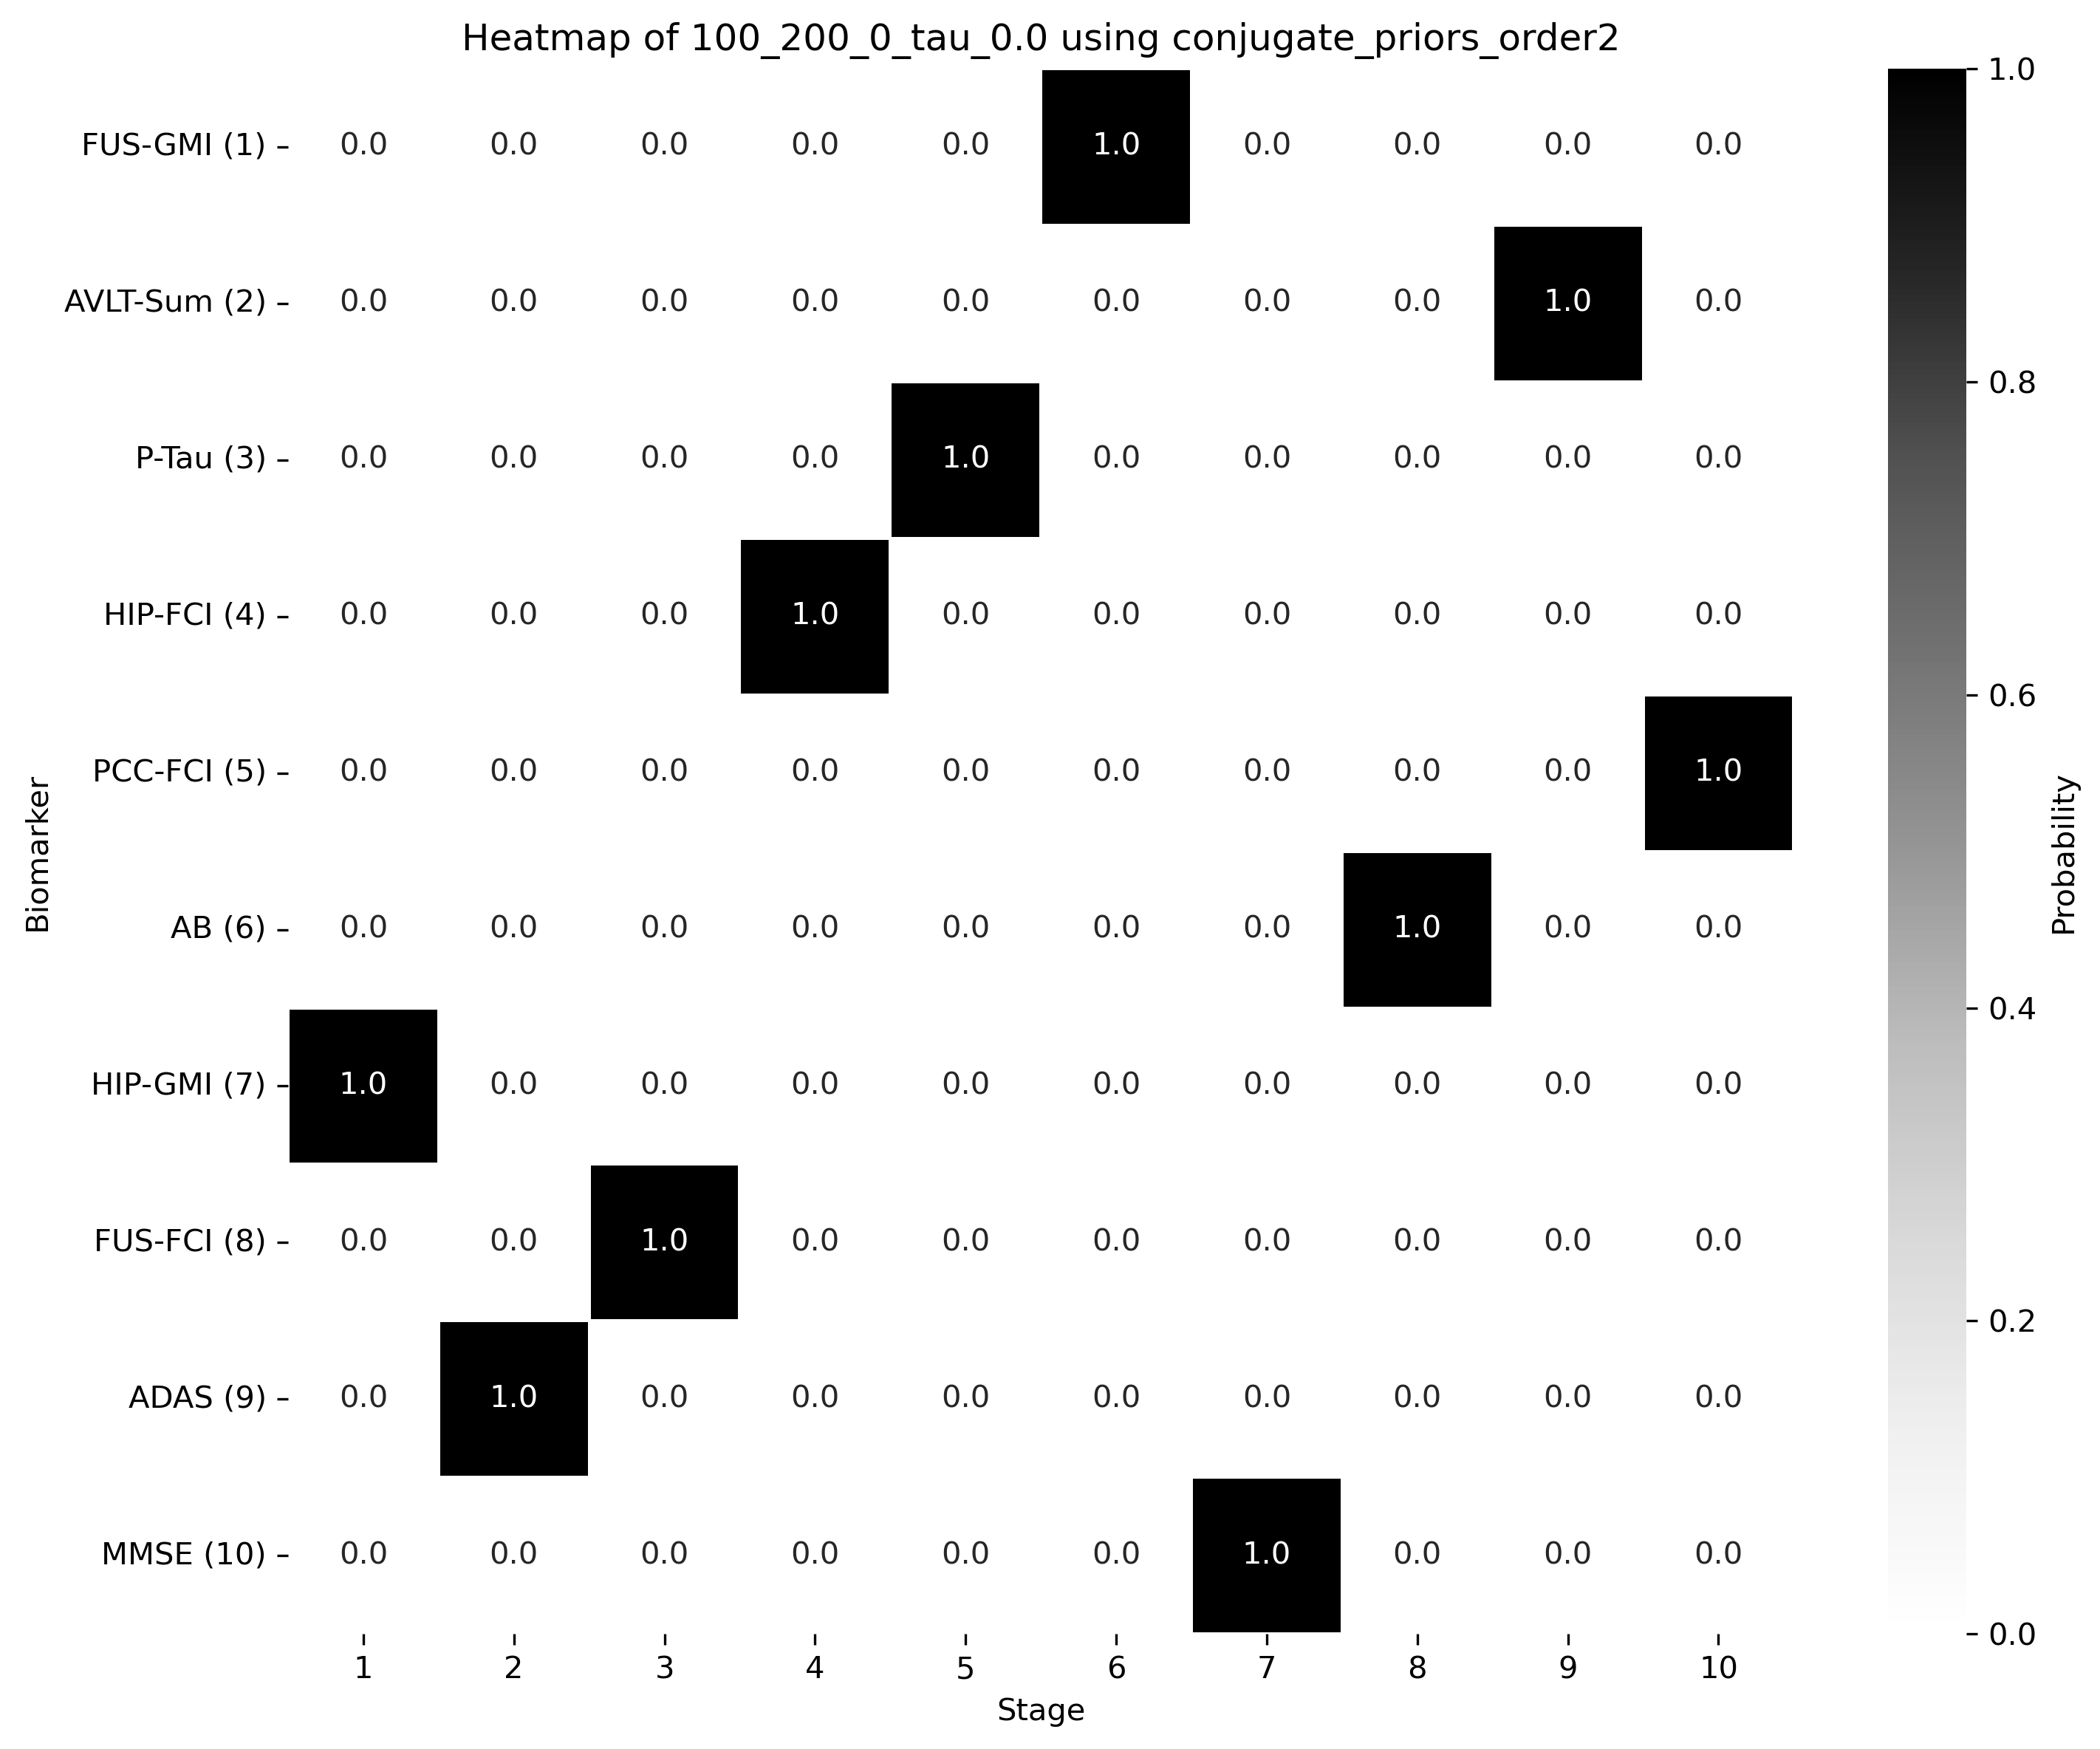 Heatmap of 100_200_0_tau_0.0 using conjugate_priors_order2
FUS-GMI (1) 0.0 0.0 0.0 0.0 0.0 1.0 0.0 0.0 0.0 0.0
AVLT-Sum (2) 0.0 0.0 0.0 0.0 0.0 0.0 0.0 0.0 1.0 0.0
P-Tau (3) 0.0 0.0 0.0 0.0 1.0 0.0 0.0 0.0 0.0 0.0
HIP-FCI (4) 0.0 0.0 0.0 1.0 0.0 0.0 0.0 0.0 0.0 0.0
PCC-FCI (5) 0.0 0.0 0.0 0.0 0.0 0.0 0.0 0.0 0.0 1.0
AB (6) 0.0 0.0 0.0 0.0 0.0 0.0 0.0 1.0 0.0 0.0
HIP-GMI (7) 1.0 0.0 0.0 0.0 0.0 0.0 0.0 0.0 0.0 0.0
FUS-FCI (8) 0.0 0.0 1.0 0.0 0.0 0.0 0.0 0.0 0.0 0.0
ADAS (9) 0.0 1.0 0.0 0.0 0.0 0.0 0.0 0.0 0.0 0.0
MMSE (10) 0.0 0.0 0.0 0.0 0.0 0.0 1.0 0.0 0.0 0.0
1 2 3 4 5 6 7 8 9 10
Stage
Biomarker
1.0
0.8
0.6
0.4
0.2
0.0
Probability